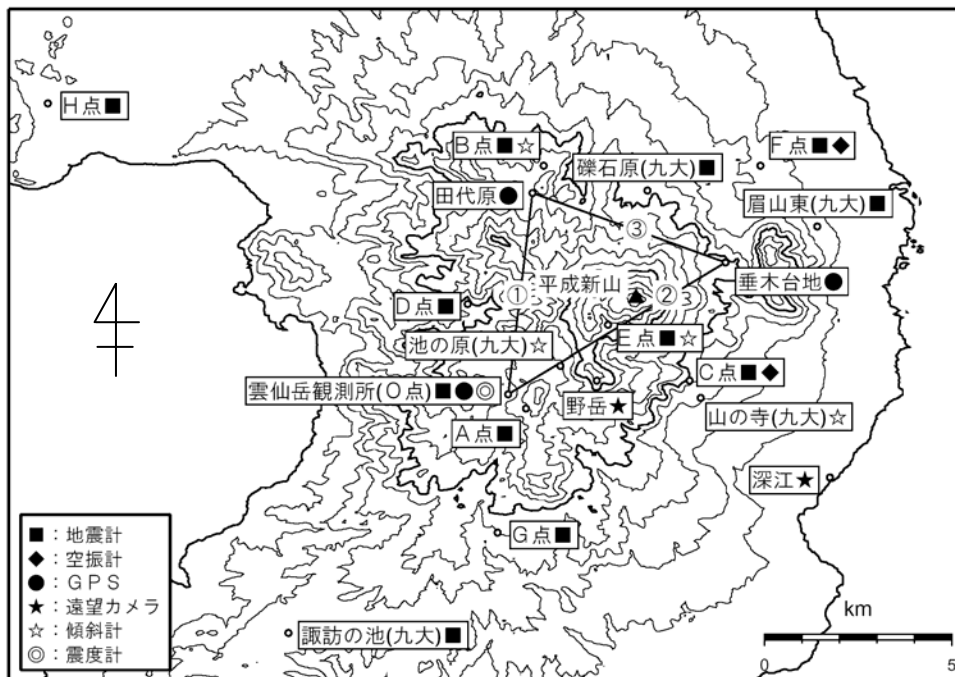 H点■
B点■☆
F点■◆
礫石原(九大)■
田代原●
眉山東(九大)■
③
平成新山
②
垂木台地●
①
D点■
池の原(九大)☆
E点■☆
C点■◆
雲仙岳観測所(O点)■●◎
野岳★
山の寺(九大)☆
A点■
深江★
G点■
諏訪の池(九大)■
■：地震計
◆：空振計
●：GPS
★：遠望カメラ
☆：傾斜計
◎：震度計
km
0 5